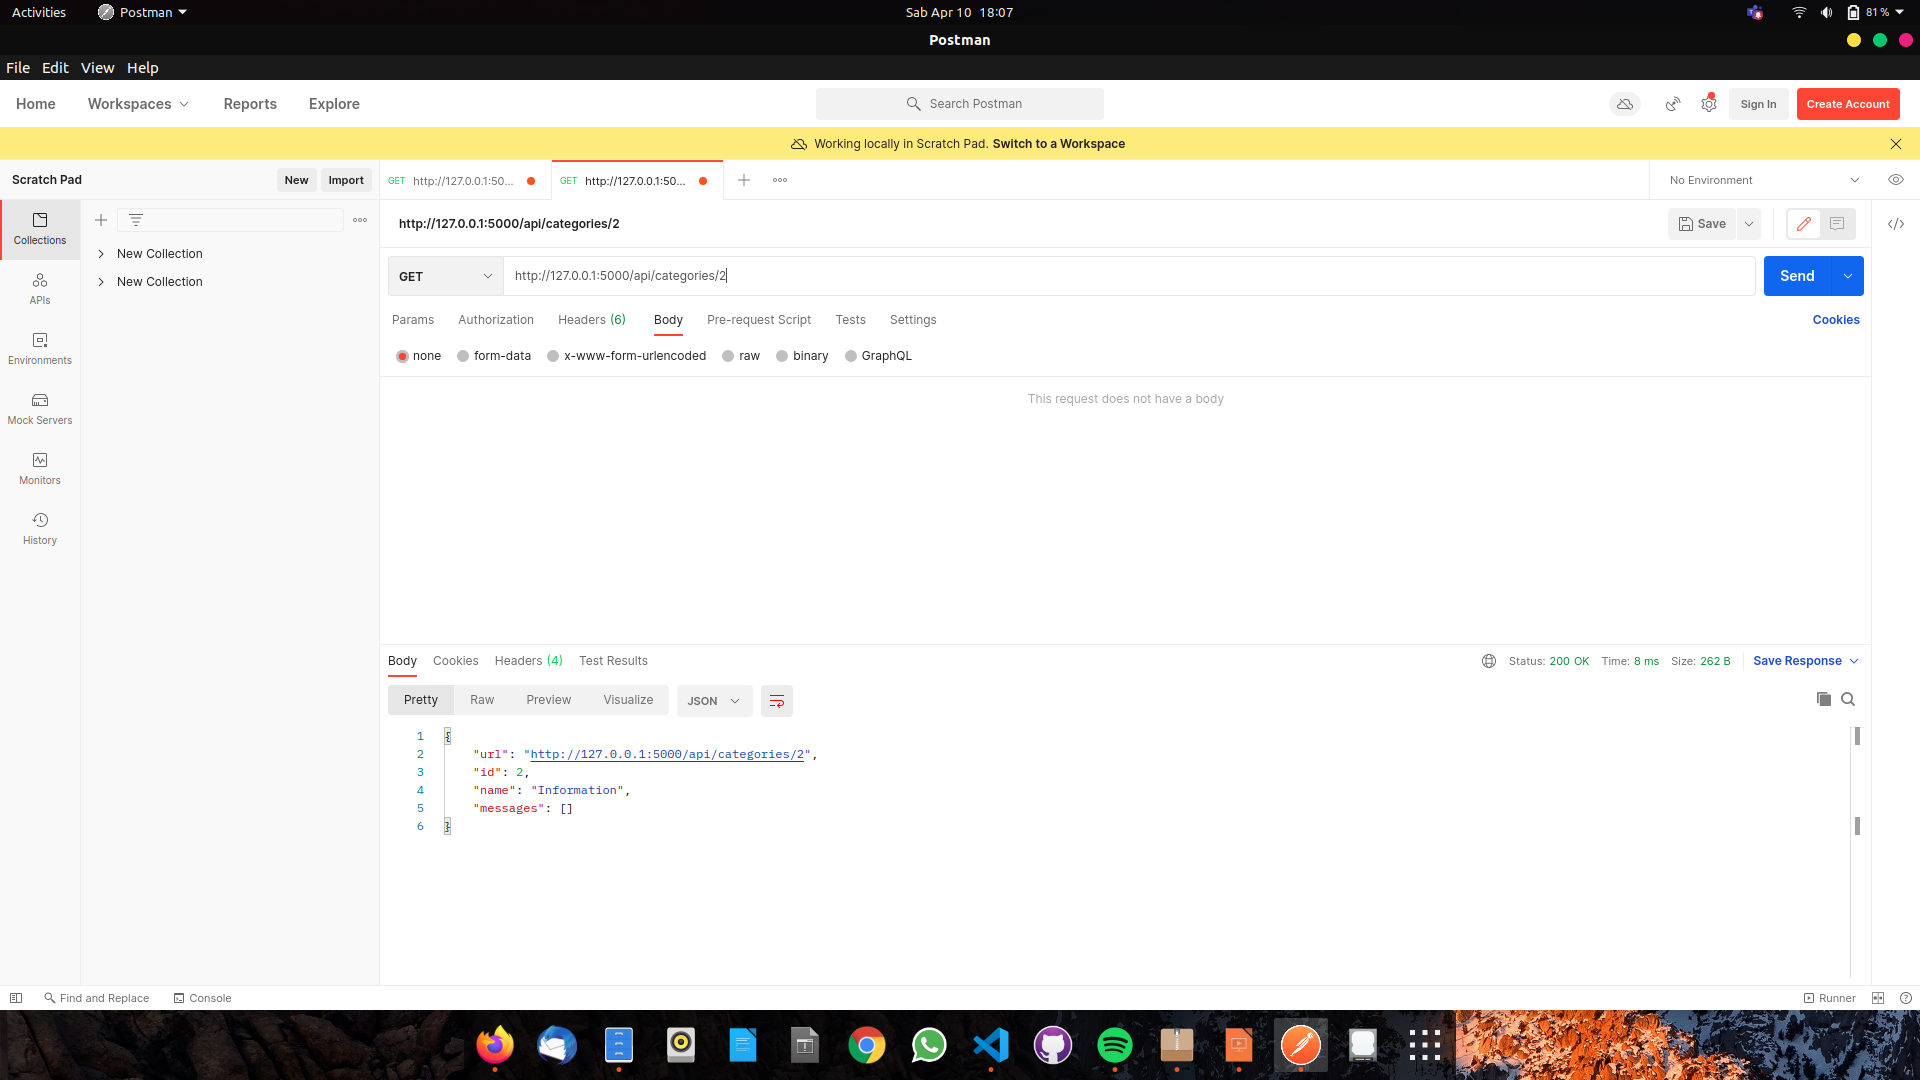 Activities Postman Sab Apr 10 18:07 81%
Postman
File Edit View Help
Home Workspaces Reports Explore Search Postman Sign In Create Account
Working locally in Scratch Pad. Switch to a Workspace
Scratch Pad New Import GET http://127.0.0.1:50... GET http://127.0.0.1:50... No Environment
Collections
APIs
Environments
Mock Servers
Monitors
History
New Collection
New Collection
http://127.0.0.1:5000/api/categories/2 Save
GET http://127.0.0.1:5000/api/categories/2 Send
Params Authorization Headers (6) Body Pre-request Script Tests Settings Cookies
none form-data x-www-form-urlencoded raw binary GraphQL
This request does not have a body
Body Cookies Headers (4) Test Results Status: 200 OK Time: 8 ms Size: 262 B Save Response
Pretty Raw Preview Visualize JSON
1 {
2 "url": "http://127.0.0.1:5000/api/categories/2",
3 "id": 2,
4 "name": "Information",
5 "messages": []
6 }
Find and Replace Console Runner